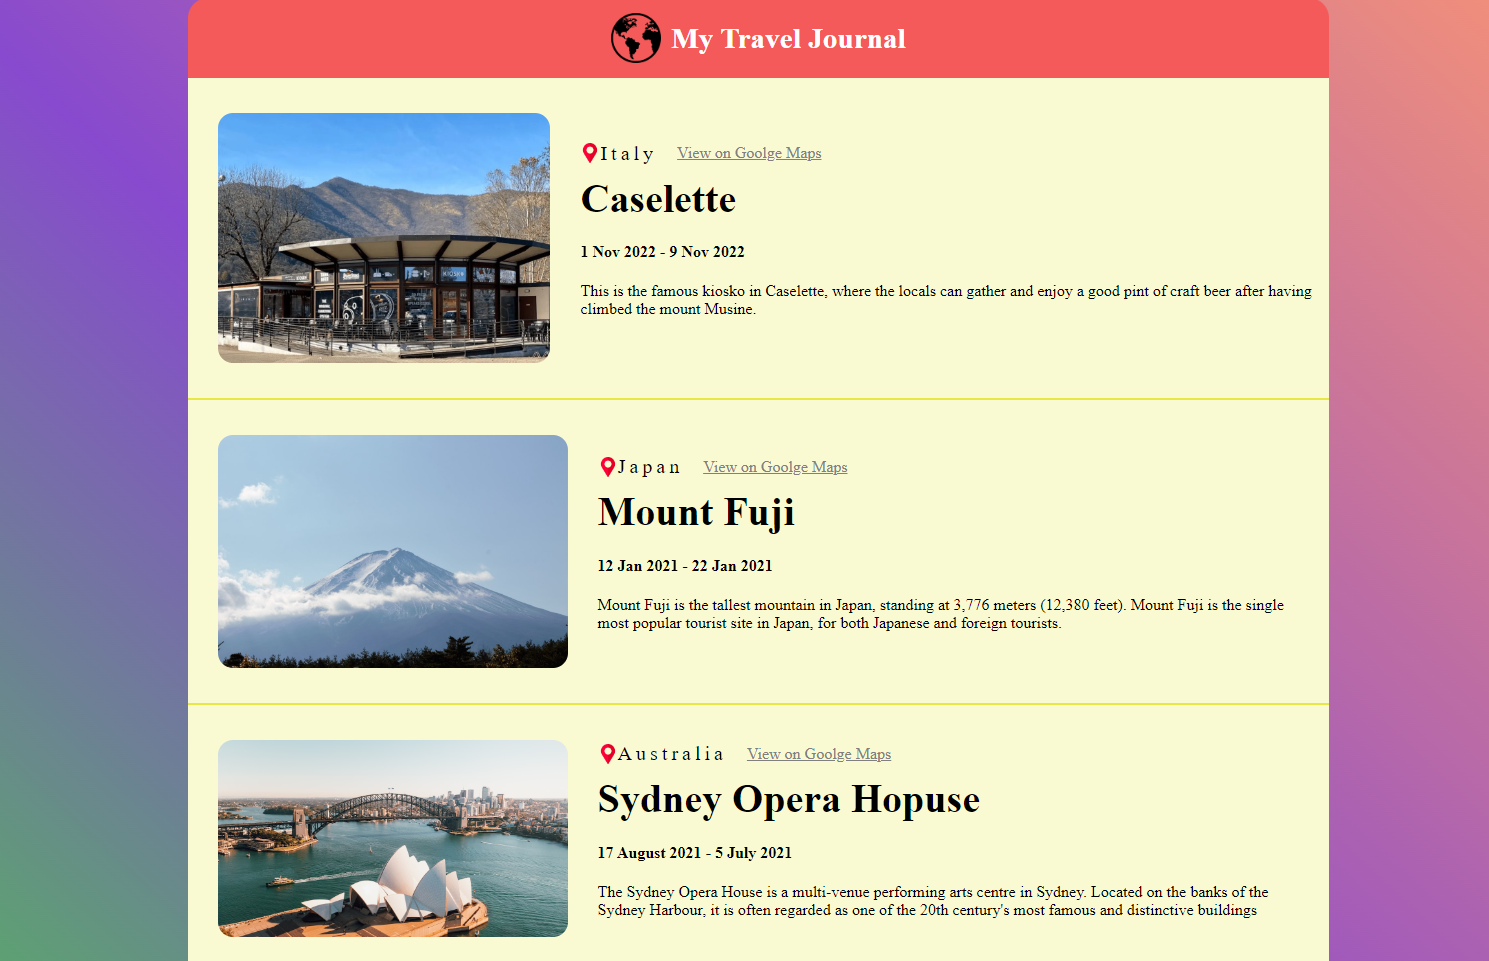 My Travel Journal
Italy View on Goolge Maps
Caselette
1 Nov 2022 - 9 Nov 2022
This is the famous kiosko in Caselette, where the locals can gather and enjoy a good pint of craft beer after having
climbed the mount Musine.
KIOSKO
Japan View on Goolge Maps
Mount Fuji
12 Jan 2021 - 22 Jan 2021
Mount Fuji is the tallest mountain in Japan, standing at 3,776 meters (12,380 feet). Mount Fuji is the single
most popular tourist site in Japan, for both Japanese and foreign tourists.
Australia View on Goolge Maps
Sydney Opera Hopuse
17 August 2021 - 5 July 2021
The Sydney Opera House is a multi-venue performing arts centre in Sydney. Located on the banks of the
Sydney Harbour, it is often regarded as one of the 20th century's most famous and distinctive buildings